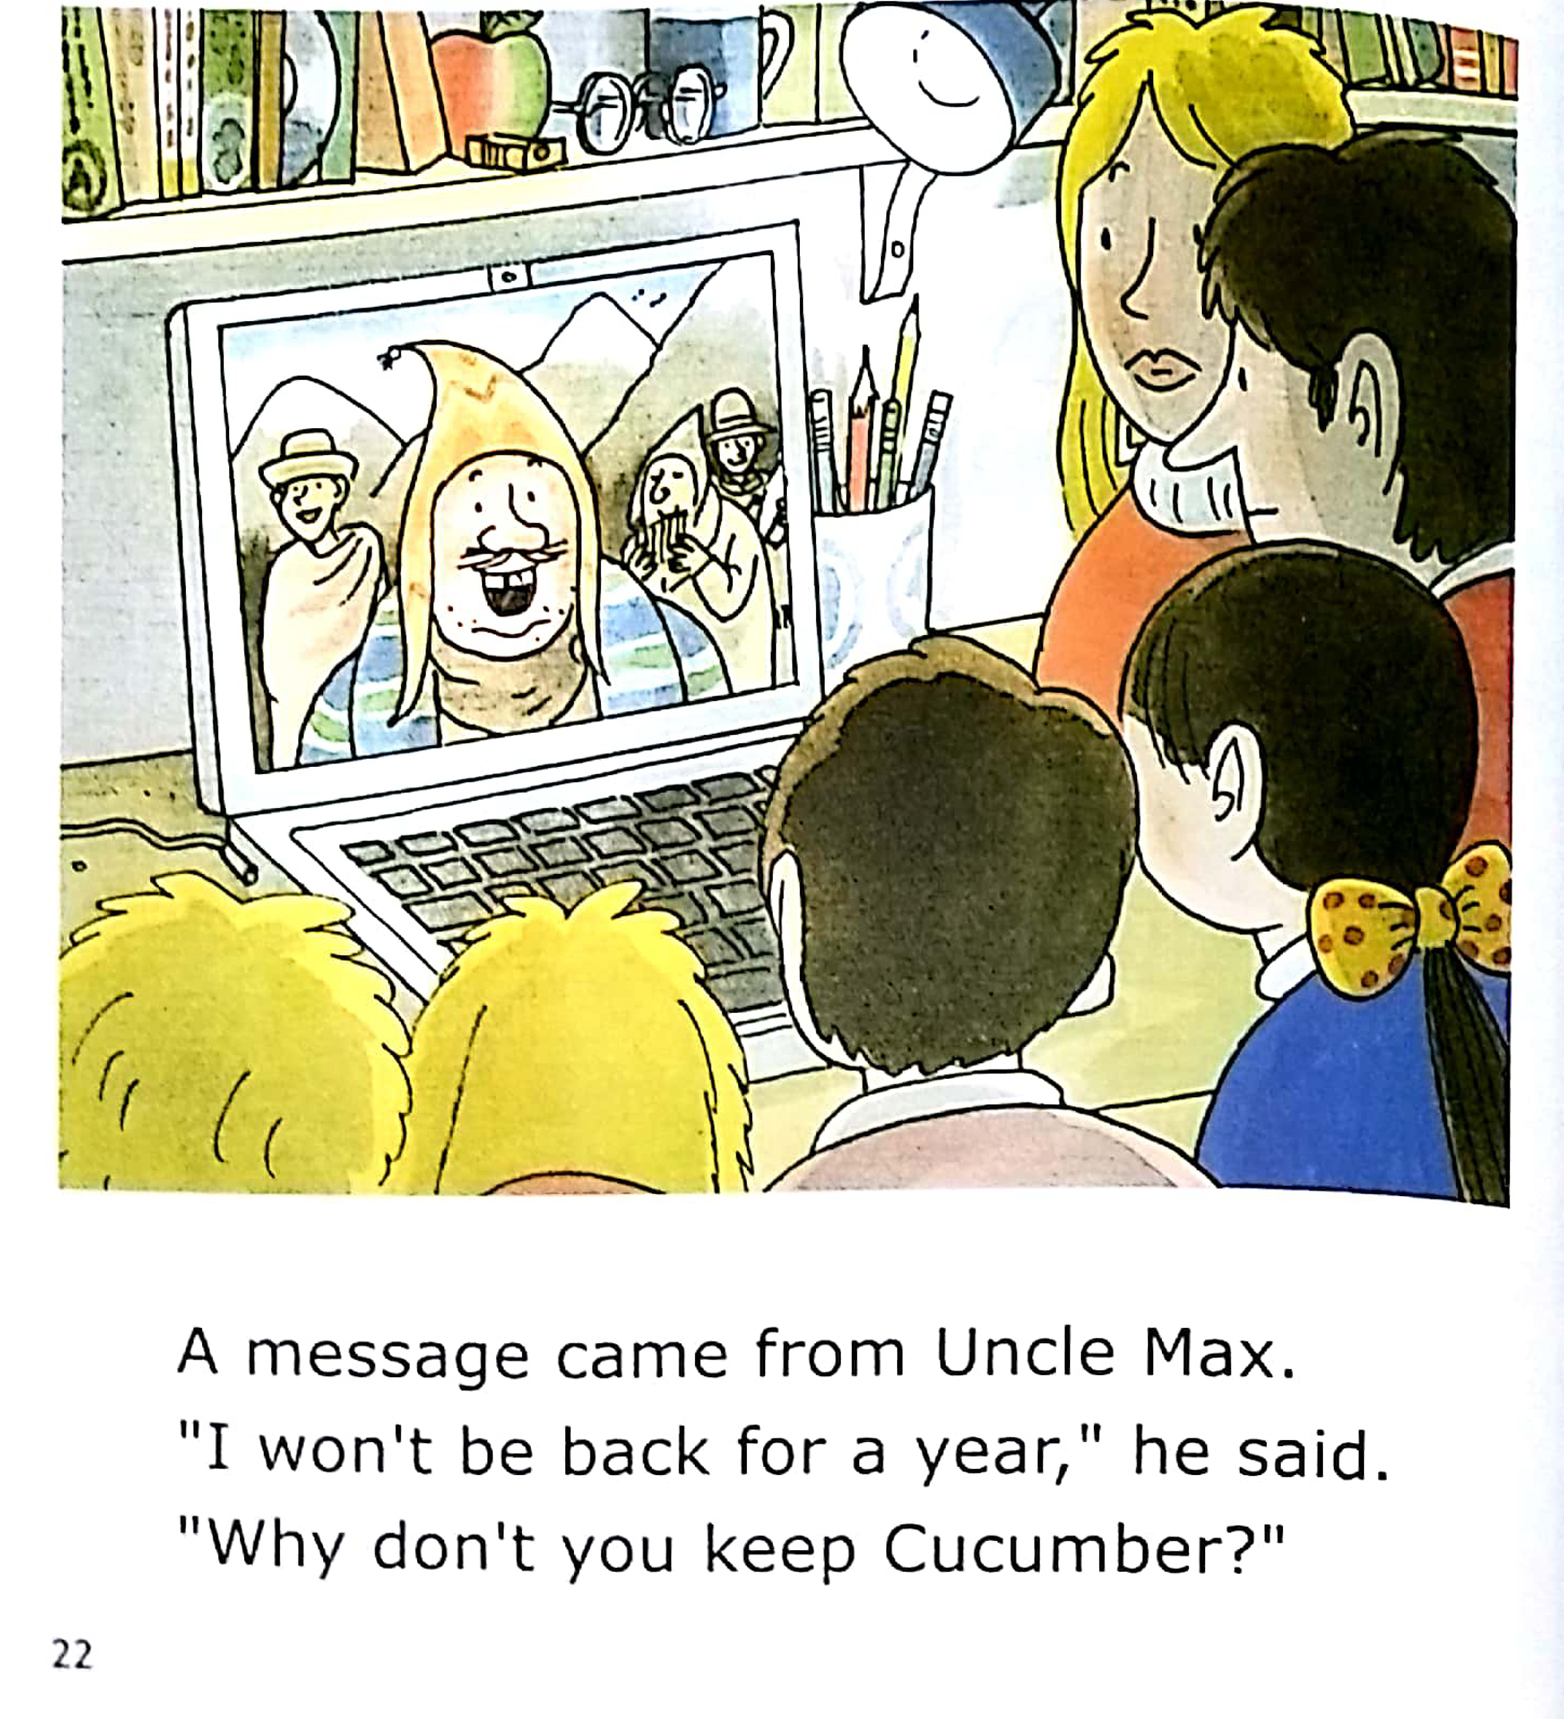 A message came from Uncle Max.
"I won't be back for a year," he said.
"Why don't you keep Cucumber?"
22